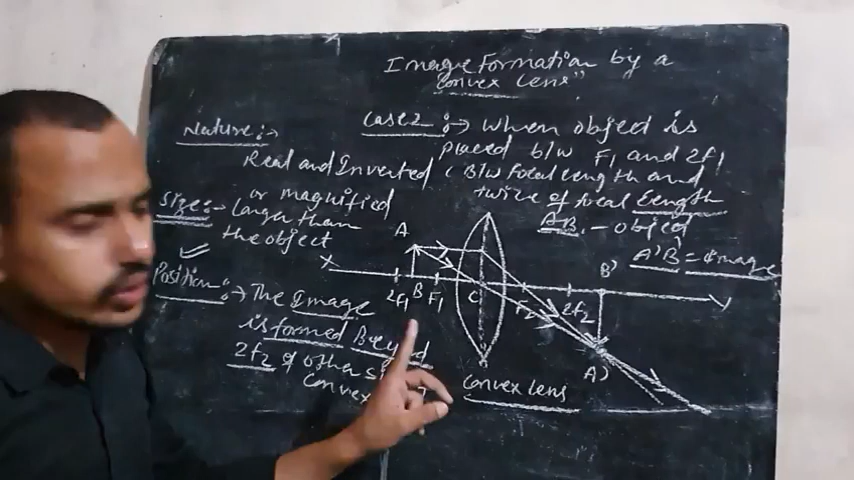 Image Formation by a
Convex Lens"
Case 2 :→ When object is
placed b/w F1 and 2f1
(B/w Focal length and
twice of focal Length
AB - object
A'B' = Image
Nature :→
Real and Inverted
Size :→ or magnified
larger than
the object
Position :→ The Image
is formed Beyond
2f2 of other
Convex
A
X
2f1 B F1 C F2 2f2 B' Y
A'
Convex Lens